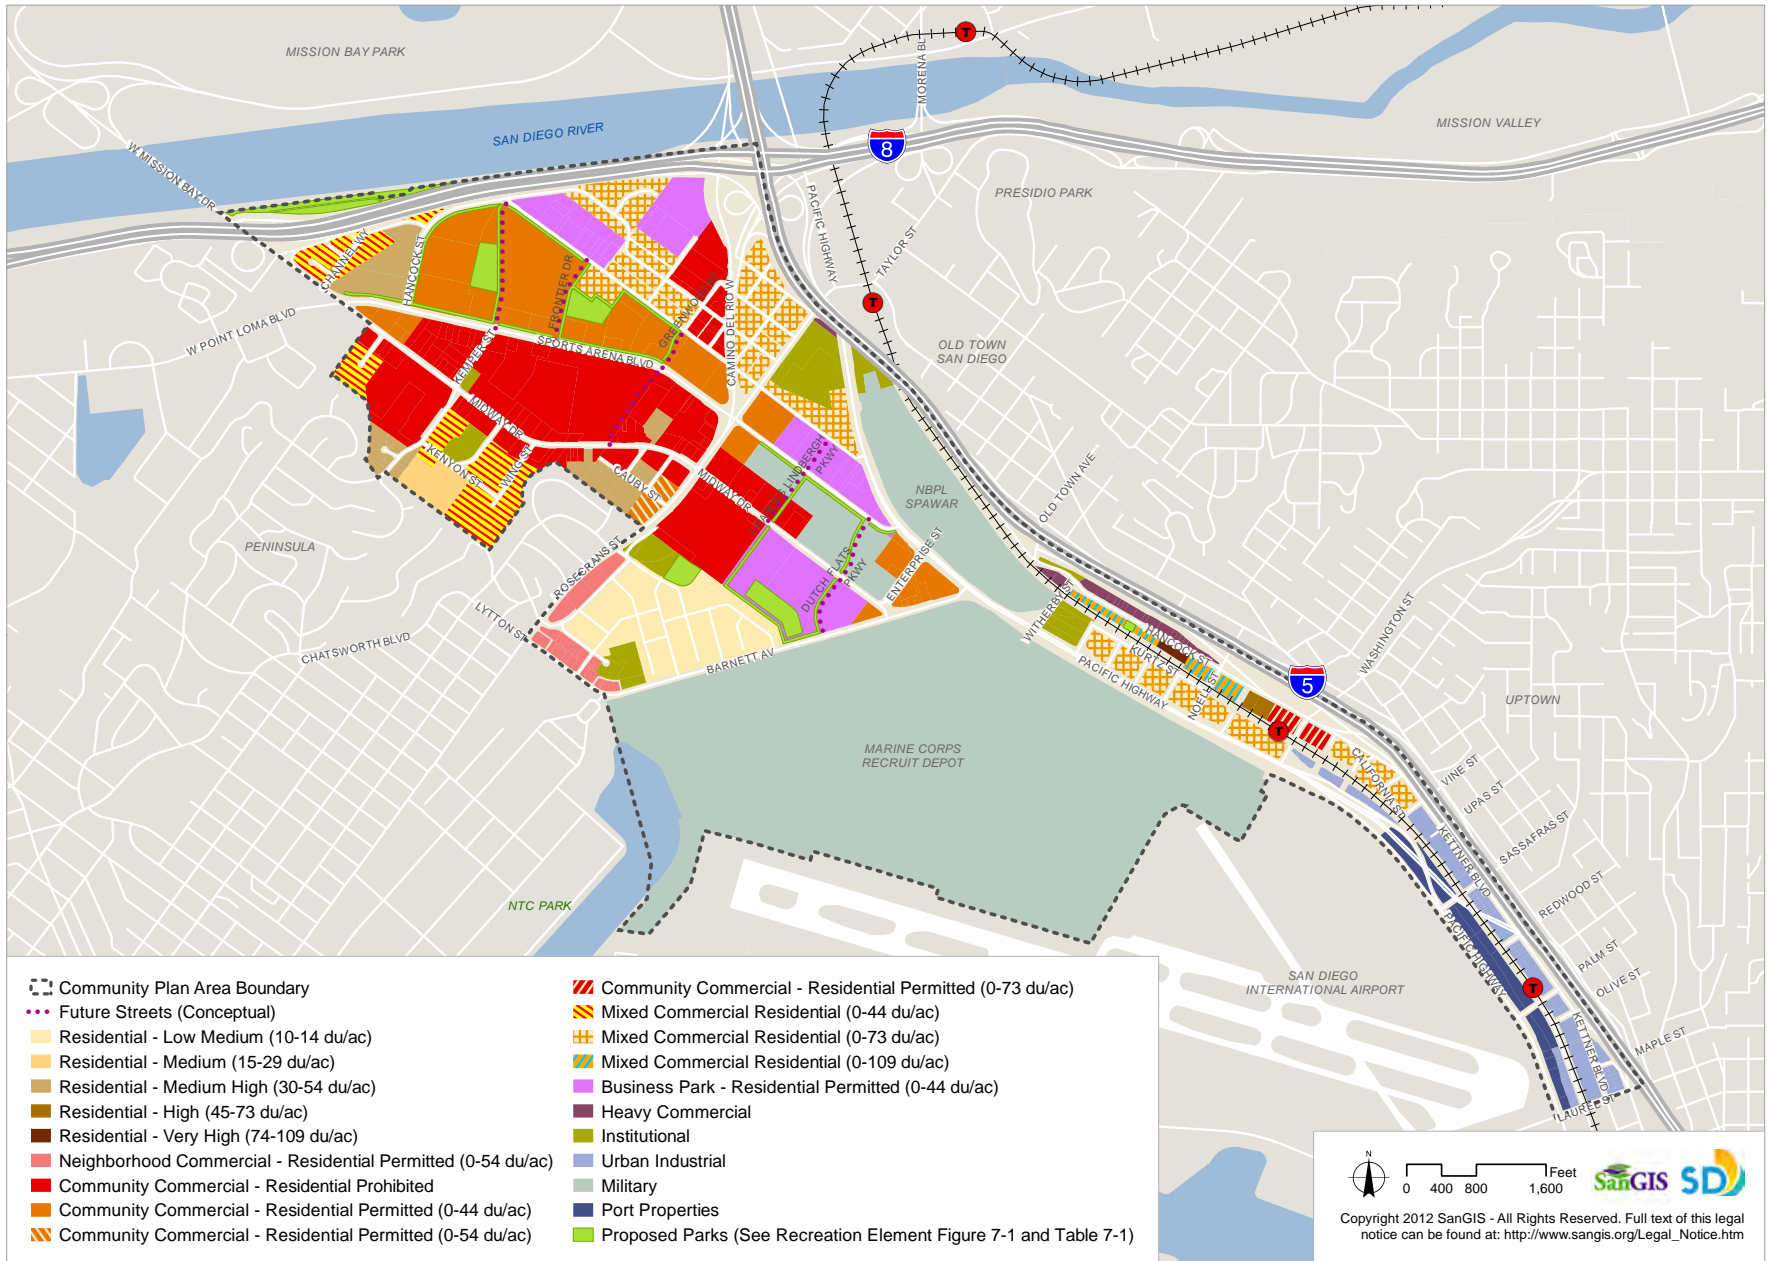 MISSION BAY PARK
T
MORENA BL
SAN DIEGO RIVER
8
MISSION VALLEY
W MISSION BAY DR
PACIFIC HIGHWAY
PRESIDIO PARK
TAYLOR ST
CHANNEL WY
HANCOCK ST
FRONTIER DR
GREENWOOD ST
CAMINO DEL RIO W
T
W POINT LOMA BLVD
KEMPER ST
SPORTS ARENA BLVD
OLD TOWN
SAN DIEGO
MIDWAY DR
KENYON ST
WING ST
CAUBY ST
MIDWAY DR
LINDBERGH
PKWY
NBPL
SPAWAR
OLD TOWN AVE
PENINSULA
ROSECRANS ST
DUTCH FLATS
PKWY
ENTERPRISE ST
LYTTON ST
CHATSWORTH BLVD
BARNETT AV
WITHERBY ST
HANCOCK ST
KURTZ ST
PACIFIC HIGHWAY
NOELL ST
WASHINGTON ST
5
UPTOWN
T
MARINE CORPS
RECRUIT DEPOT
CALIFORNIA ST
VINE ST
UPAS ST
SASSAFRAS ST
KETTNER BLVD
REDWOOD ST
NTC PARK
PACIFIC HIGHWAY
PALM ST
OLIVE ST
SAN DIEGO
INTERNATIONAL AIRPORT
T
KETTNER BLVD
MAPLE ST
LAUREL ST
Community Plan Area Boundary
Future Streets (Conceptual)
Residential - Low Medium (10-14 du/ac)
Residential - Medium (15-29 du/ac)
Residential - Medium High (30-54 du/ac)
Residential - High (45-73 du/ac)
Residential - Very High (74-109 du/ac)
Neighborhood Commercial - Residential Permitted (0-54 du/ac)
Community Commercial - Residential Prohibited
Community Commercial - Residential Permitted (0-44 du/ac)
Community Commercial - Residential Permitted (0-54 du/ac)
Community Commercial - Residential Permitted (0-73 du/ac)
Mixed Commercial Residential (0-44 du/ac)
Mixed Commercial Residential (0-73 du/ac)
Mixed Commercial Residential (0-109 du/ac)
Business Park - Residential Permitted (0-44 du/ac)
Heavy Commercial
Institutional
Urban Industrial
Military
Port Properties
Proposed Parks (See Recreation Element Figure 7-1 and Table 7-1)
N
Feet
0 400 800 1,600
SanGIS
SD
Copyright 2012 SanGIS - All Rights Reserved. Full text of this legal
notice can be found at: http://www.sangis.org/Legal_Notice.htm